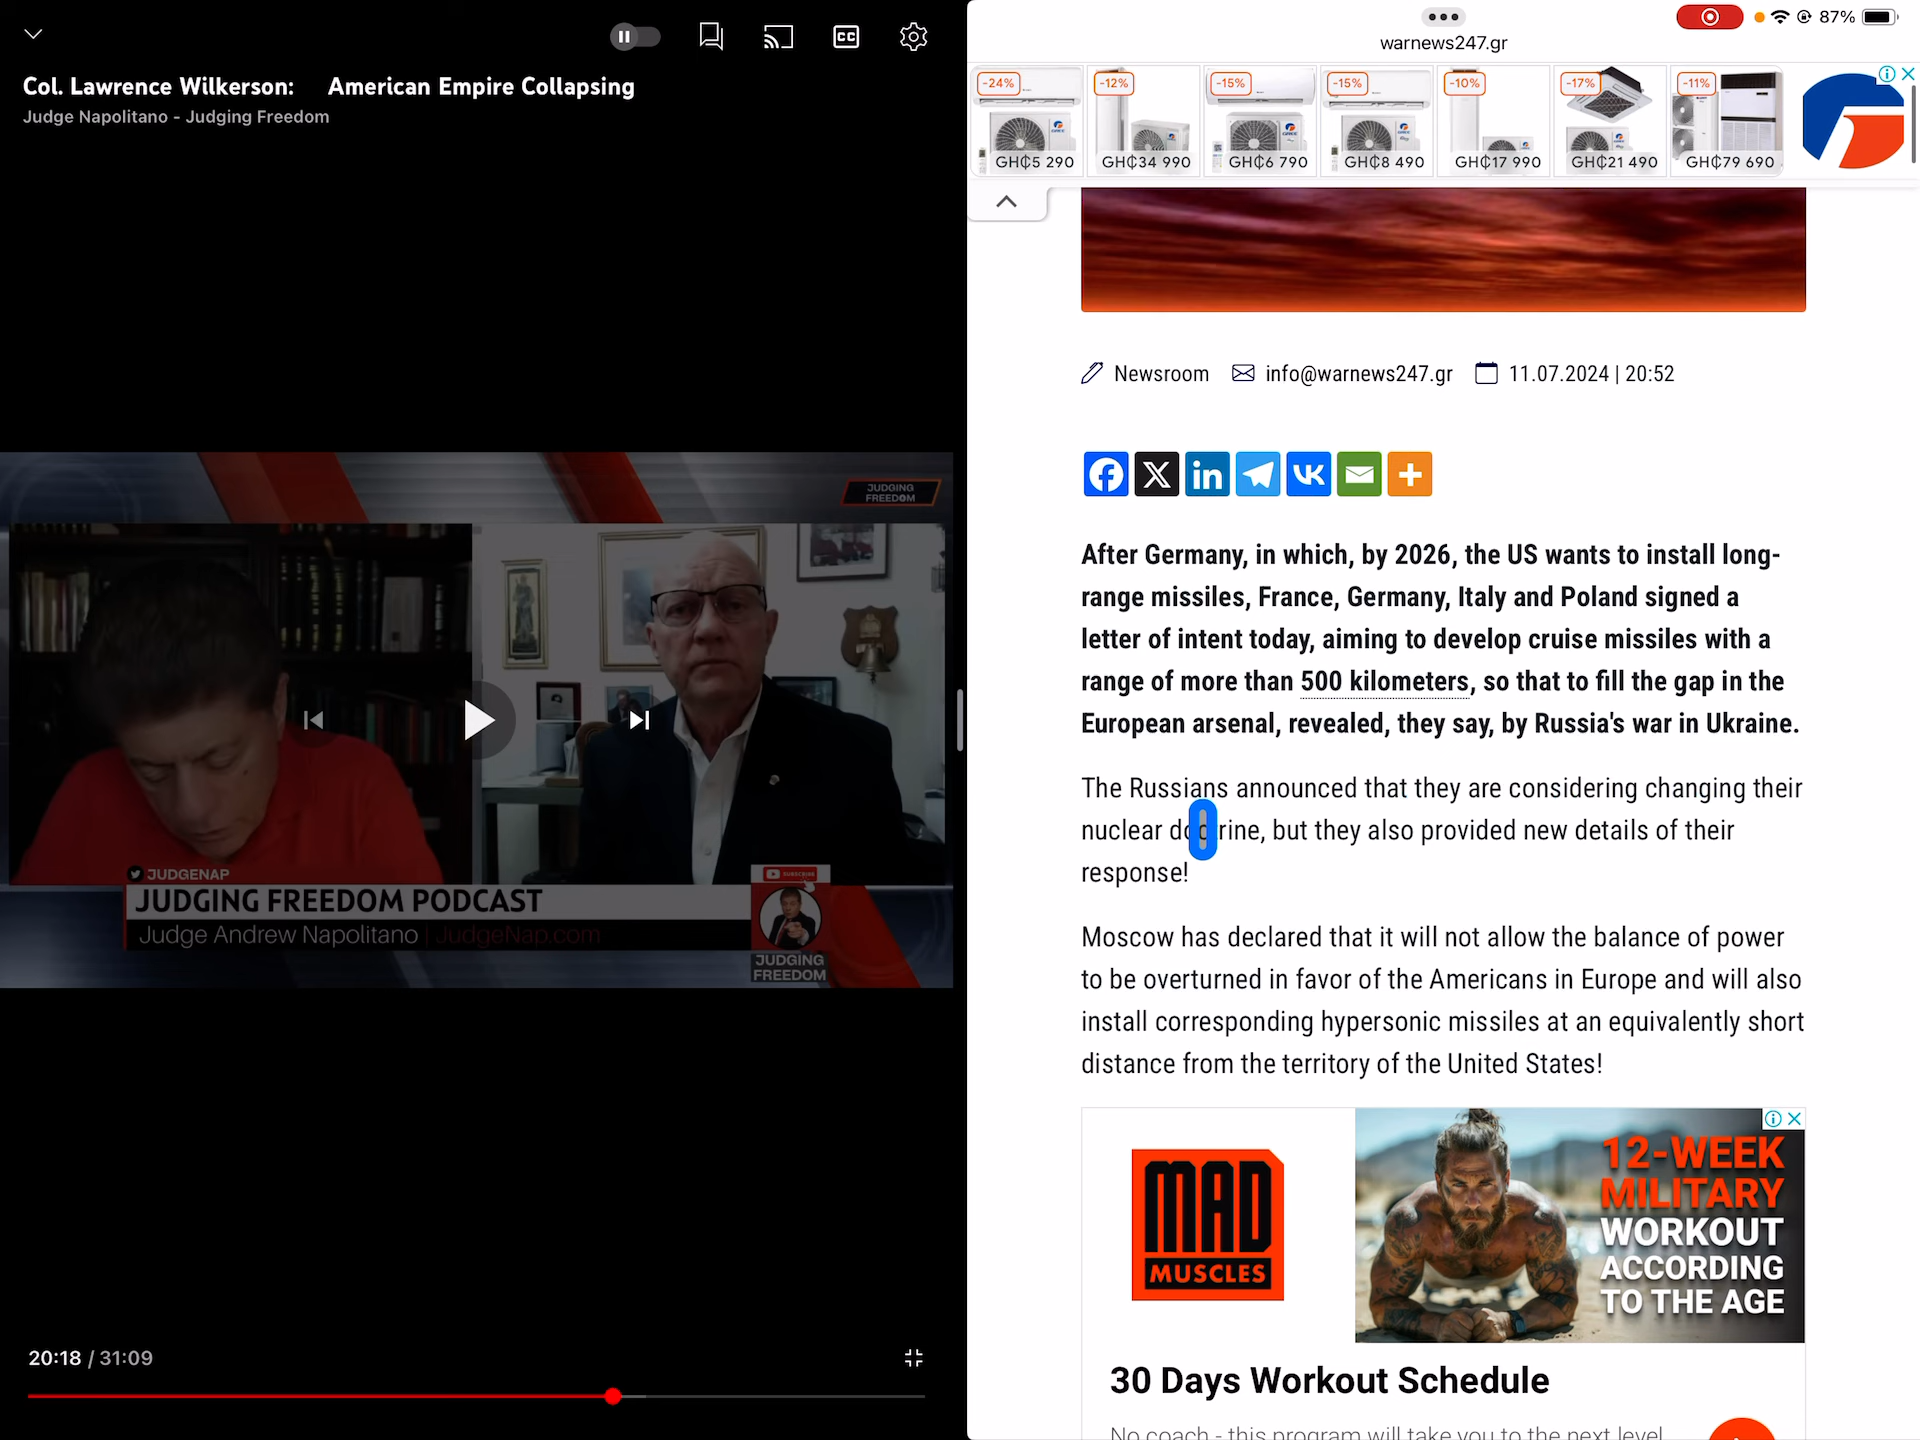 Col. Lawrence Wilkerson: American Empire Collapsing
Judge Napolitano - Judging Freedom
CC
JUDGING
FREEDOM
JUDGENAP
SUBSCRIBE
JUDGING FREEDOM PODCAST
Judge Andrew Napolitano | JudgeNap.com
JUDGING
FREEDOM
20:18 / 31:09
87%
warnews247.gr
-24%
-12%
-15%
-15%
-10%
-17%
-11%
GH₵5 290
GH₵34 990
GH₵6 790
GH₵8 490
GH₵17 990
GH₵21 490
GH₵79 690
Newsroom info@warnews247.gr 11.07.2024 | 20:52
After Germany, in which, by 2026, the US wants to install long-
range missiles, France, Germany, Italy and Poland signed a
letter of intent today, aiming to develop cruise missiles with a
range of more than 500 kilometers, so that to fill the gap in the
European arsenal, revealed, they say, by Russia's war in Ukraine.
The Russians announced that they are considering changing their
nuclear doctrine, but they also provided new details of their
response!
Moscow has declared that it will not allow the balance of power
to be overturned in favor of the Americans in Europe and will also
install corresponding hypersonic missiles at an equivalently short
distance from the territory of the United States!
MAD
MUSCLES
12-WEEK
MILITARY
WORKOUT
ACCORDING
TO THE AGE
30 Days Workout Schedule
No coach - this program will take you to the next level